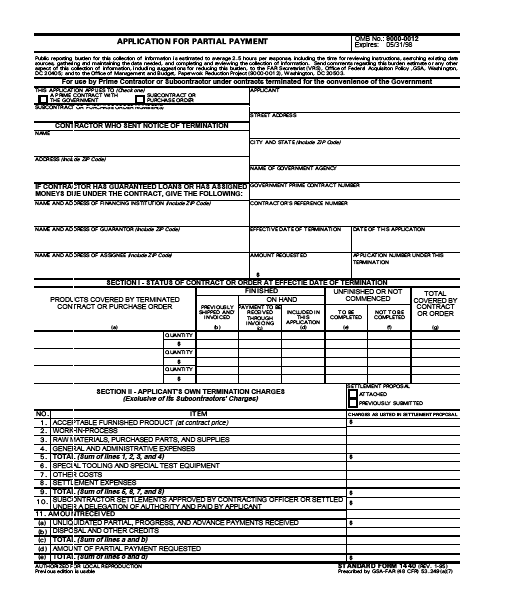 APPLICATION FOR PARTIAL PAYMENT
OMB No.: 9000-0012
Expires: 05/31/98
Public reporting burden for this collection of information is estimated to average 2.5 hours per response, including the time for reviewing instructions, searching existing data
sources, gathering and maintaining the data needed, and completing and reviewing the collection of information. Send comments regarding this burden estimate or any other
aspect of this collection of information, including suggestions for reducing this burden, to the FAR Secretariat (VRS), Office of Federal Acquisition Policy, GSA, Washington,
DC 20405; and to the Office of Management and Budget, Paperwork Reduction Project (9000-0012), Washington, DC 20503.
For use by Prime Contractor or Subcontractor under contracts terminated for the convenience of the Government
THIS APPLICATION APPLIES TO (Check one)
A PRIME CONTRACT WITH THE GOVERNMENT
SUBCONTRACT OR PURCHASE ORDER
SUBCONTRACT OR PURCHASE ORDER NUMBER(S)
APPLICANT
STREET ADDRESS
CONTRACTOR WHO SENT NOTICE OF TERMINATION
NAME
CITY AND STATE (Include ZIP Code)
ADDRESS (Include ZIP Code)
NAME OF GOVERNMENT AGENCY
IF CONTRACTOR HAS GUARANTEED LOANS OR HAS ASSIGNED
MONEYS DUE UNDER THE CONTRACT, GIVE THE FOLLOWING:
GOVERNMENT PRIME CONTRACT NUMBER
NAME AND ADDRESS OF FINANCING INSTITUTION (Include ZIP Code)
CONTRACTOR'S REFERENCE NUMBER
NAME AND ADDRESS OF GUARANTOR (Include ZIP Code)
EFFECTIVE DATE OF TERMINATION
DATE OF THIS APPLICATION
NAME AND ADDRESS OF ASSIGNEE (Include ZIP Code)
AMOUNT REQUESTED
$
APPLICATION NUMBER UNDER THIS
TERMINATION
SECTION I - STATUS OF CONTRACT OR ORDER AT EFFECTIE DATE OF TERMINATION
PRODUCTS COVERED BY TERMINATED
CONTRACT OR PURCHASE ORDER
(a)
FINISHED
PREVIOUSLY
SHIPPED AND
INVOICED
(b)
ON HAND
PAYMENT TO BE
RECEIVED
THROUGH
INVOICING
(c)
INCLUDED IN
THIS
APPLICATION
(d)
UNFINISHED OR NOT
COMMENCED
TO BE
COMPLETED
(e)
NOT TO BE
COMPLETED
(f)
TOTAL
COVERED BY
CONTRACT
OR ORDER
(g)
QUANTITY
$
QUANTITY
$
QUANTITY
$
SECTION II - APPLICANT'S OWN TERMINATION CHARGES
(Exclusive of its Subcontractors' Charges)
SETTLEMENT PROPOSAL
ATTACHED
PREVIOUSLY SUBMITTED
NO. ITEM CHARGES AS LISTED IN SETTLEMENT PROPOSAL
1. ACCEPTABLE FURNISHED PRODUCT (at contract price) $
2. WORK-IN-PROCESS
3. RAW MATERIALS, PURCHASED PARTS, AND SUPPLIES
4. GENERAL AND ADMINISTRATIVE EXPENSES
5. TOTAL (Sum of lines 1, 2, 3, and 4) $
6. SPECIAL TOOLING AND SPECIAL TEST EQUIPMENT
7. OTHER COSTS
8. SETTLEMENT EXPENSES
9. TOTAL (Sum of lines 5, 6, 7, and 8) $
10. SUBCONTRACTOR SETTLEMENTS APPROVED BY CONTRACTING OFFICER OR SETTLED
UNDER A DELEGATION OF AUTHORITY AND PAID BY APPLICANT $
11. AMOUNT RECEIVED
(a) UNLIQUIDATED PARTIAL, PROGRESS, AND ADVANCE PAYMENTS RECEIVED $
(b) DISPOSAL AND OTHER CREDITS
(c) TOTAL (Sum of lines a and b)
(d) AMOUNT OF PARTIAL PAYMENT REQUESTED
(e) TOTAL (Sum of lines c and d) $
AUTHORIZED FOR LOCAL REPRODUCTION
Previous edition is usable
STANDARD FORM 1440 (REV. 1-95)
Prescribed by GSA-FAR (48 CFR) 53.249(a)(7)